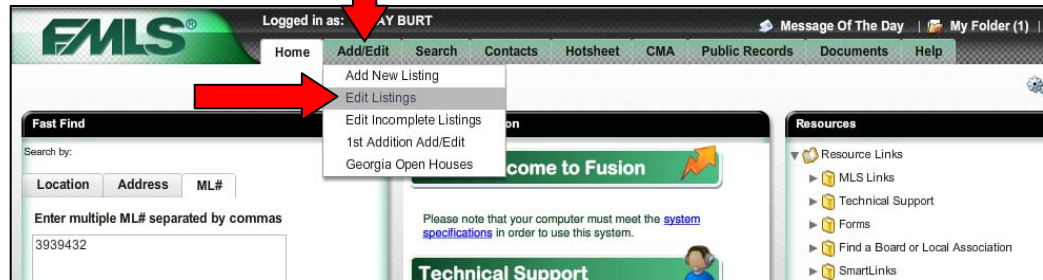 FMLS®
Logged in as: AY BURT
Message Of The Day | My Folder (1) |
Home Add/Edit Search Contacts Hotsheet CMA Public Records Documents Help
Add New Listing
Edit Listings
Edit Incomplete Listings
1st Addition Add/Edit
Georgia Open Houses
Fast Find
Search by:
Location Address ML#
Enter multiple ML# separated by commas
3939432
on
come to Fusion
Please note that your computer must meet the system
specifications in order to use this system.
Technical Support
Resources
Resource Links
MLS Links
Technical Support
Forms
Find a Board or Local Association
SmartLinks